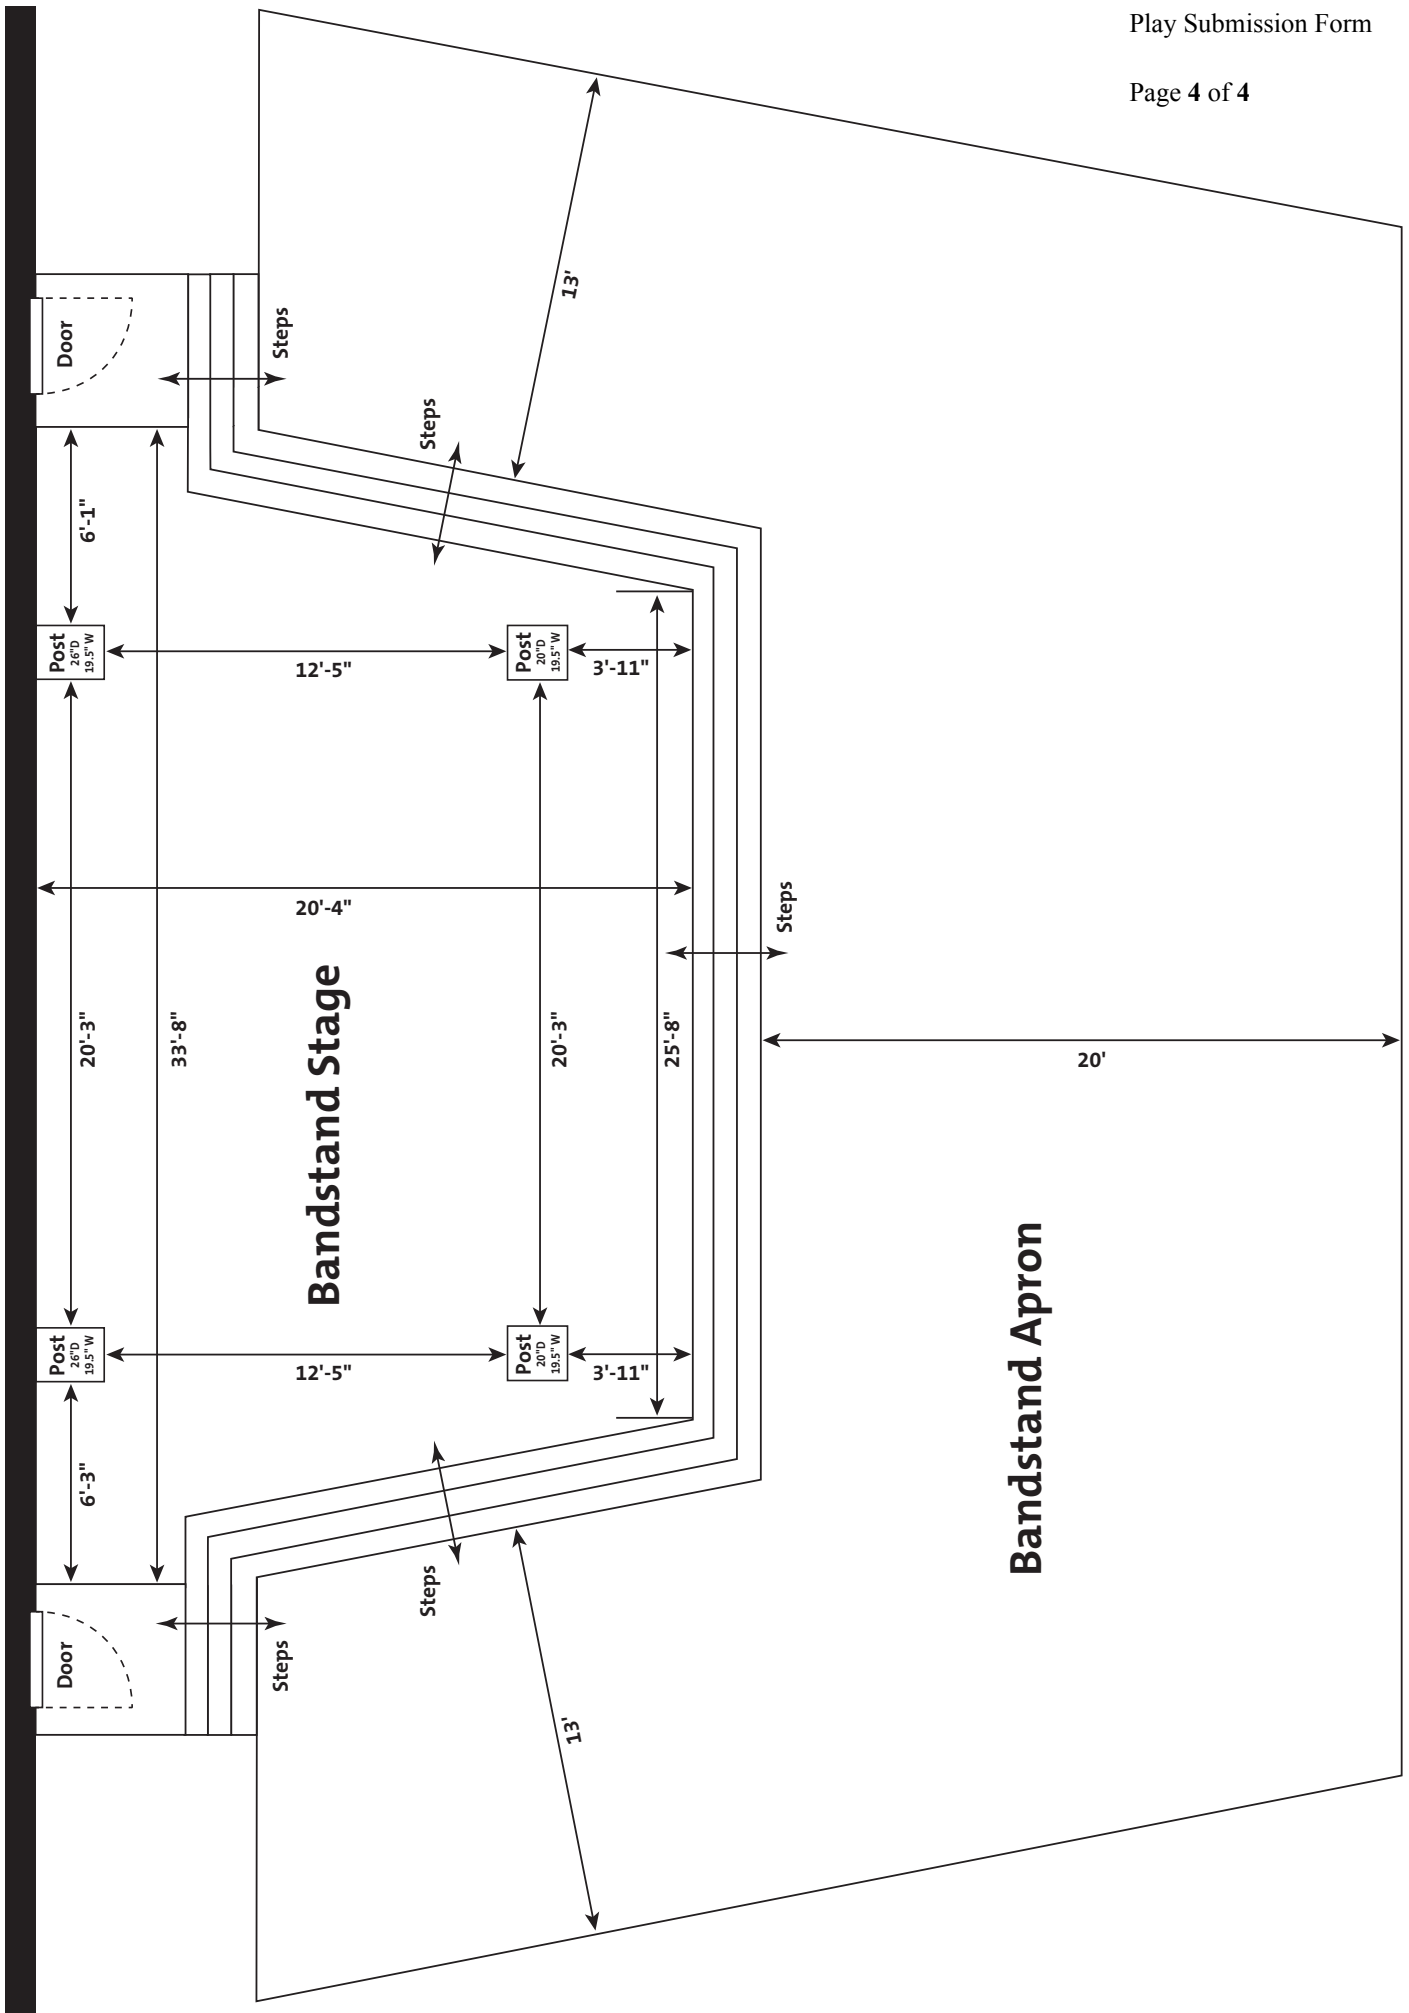 Play Submission Form
Page 4 of 4
Door
Steps
13'
Steps
6'-1"
Post
26"D
19.5" W
12'-5"
Post
20"D
19.5" W
3'-11"
20'-4"
Steps
Bandstand Stage
20'-3"
33'-8"
20'-3"
25'-8"
20'
Bandstand Apron
Post
26"D
19.5" W
12'-5"
Post
20"D
19.5" W
3'-11"
6'-3"
Steps
Door
Steps
13'